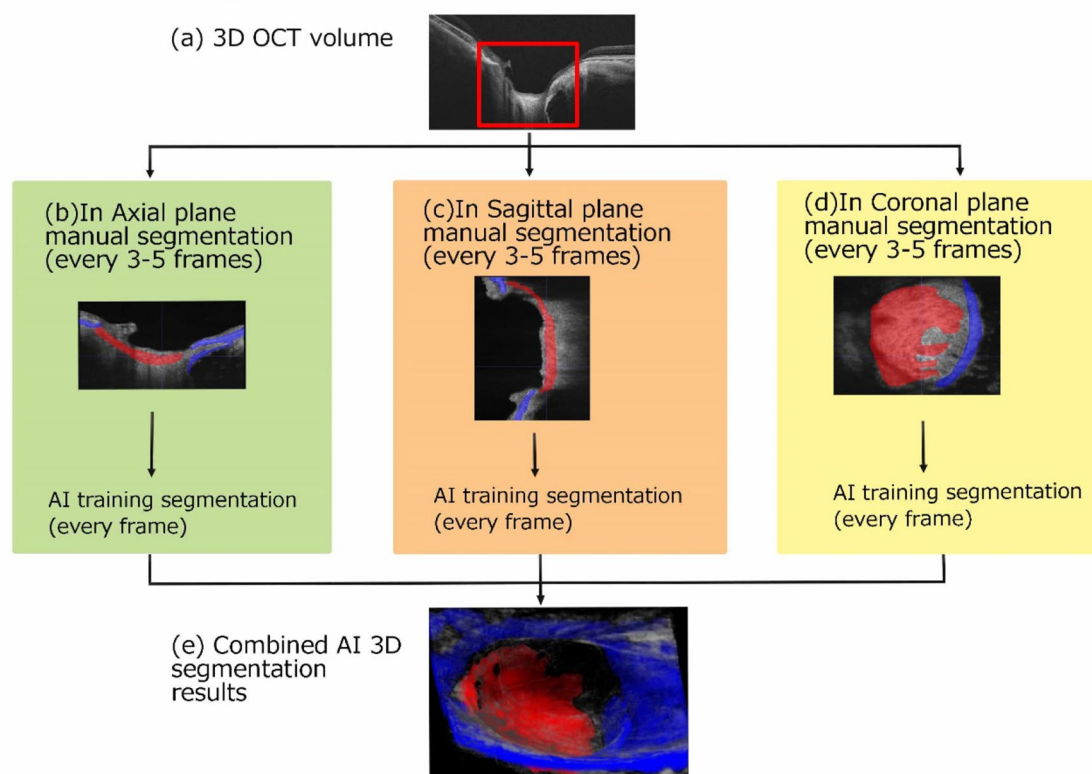 (a) 3D OCT volume
(b)In Axial plane
manual segmentation
(every 3-5 frames)
AI training segmentation
(every frame)
(c)In Sagittal plane
manual segmentation
(every 3-5 frames)
AI training segmentation
(every frame)
(d)In Coronal plane
manual segmentation
(every 3-5 frames)
AI training segmentation
(every frame)
(e) Combined AI 3D
segmentation
results